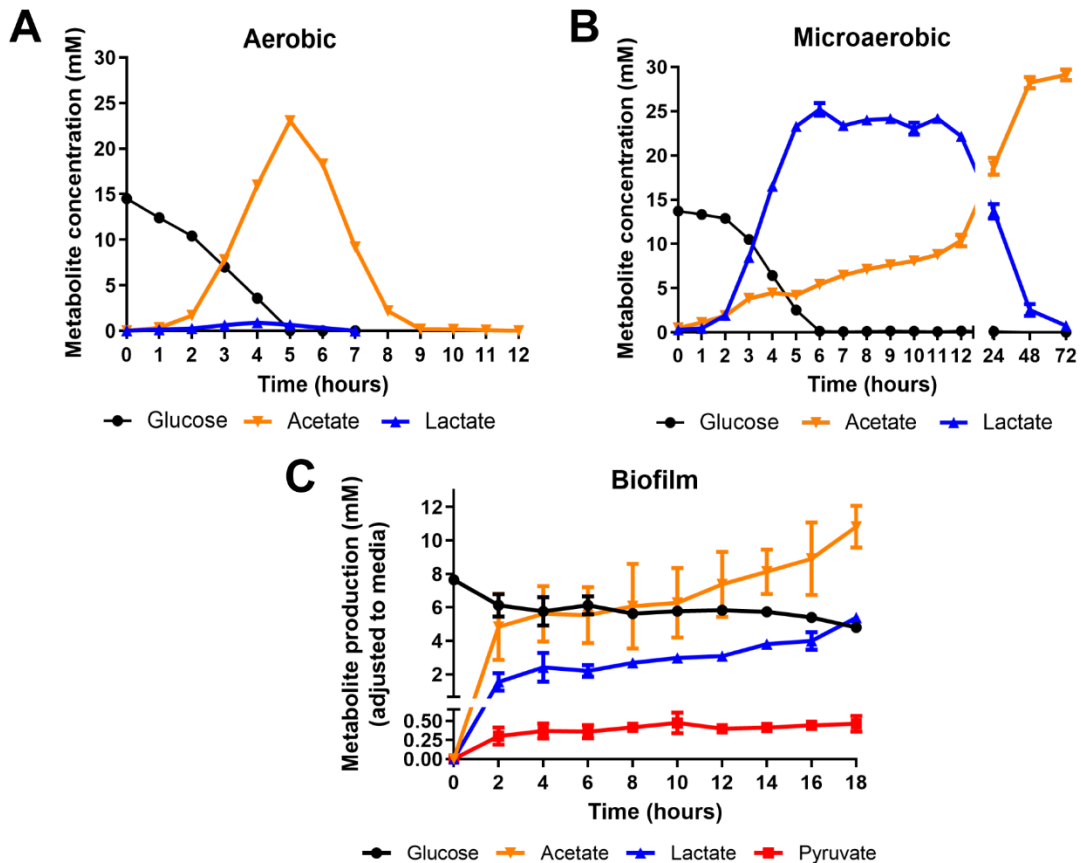 A
Aerobic
Metabolite concentration (mM)
30
25
20
15
10
5
0
0 1 2 3 4 5 6 7 8 9 10 11 12
Time (hours)
Glucose Acetate Lactate
B
Microaerobic
Metabolite concentration (mM)
30
25
20
15
10
5
0
0 1 2 3 4 5 6 7 8 9 10 11 12 24 48 72
Time (hours)
Glucose Acetate Lactate
C
Biofilm
Metabolite production (mM)
(adjusted to media)
12
10
8
6
4
2
0.50
0.25
0.00
0 2 4 6 8 10 12 14 16 18
Time (hours)
Glucose Acetate Lactate Pyruvate